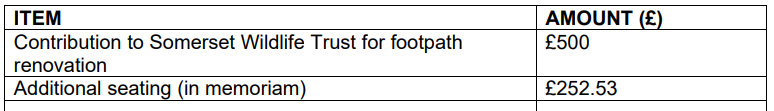 ITEM AMOUNT (£)
Contribution to Somerset Wildlife Trust for footpath £500
renovation
Additional seating (in memoriam) £252.53